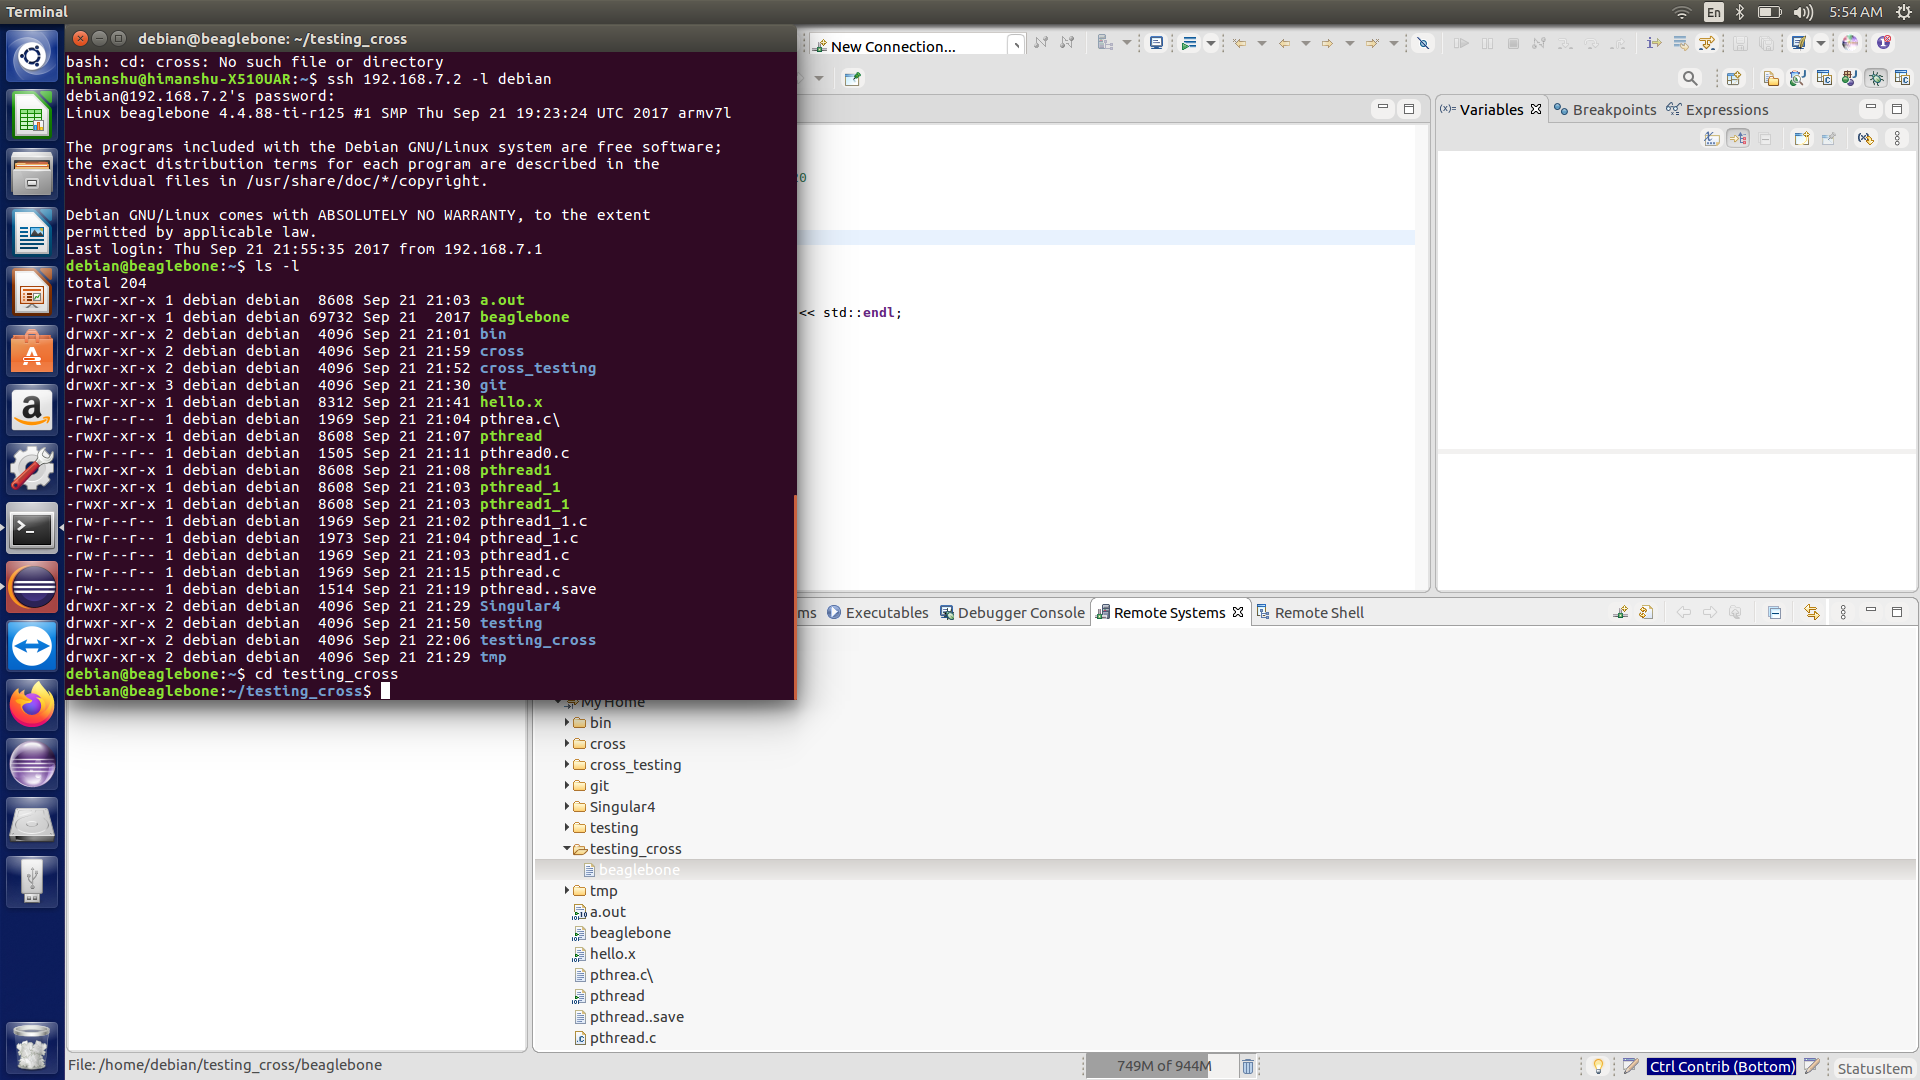 Terminal
En
5:54 AM
debian@beaglebone: ~/testing_cross
bash: cd: cross: No such file or directory
himanshu@himanshu-X510UAR:~$ ssh 192.168.7.2 -l debian
debian@192.168.7.2's password:
Linux beaglebone 4.4.88-ti-r125 #1 SMP Thu Sep 21 19:23:24 UTC 2017 armv7l
The programs included with the Debian GNU/Linux system are free software;
the exact distribution terms for each program are described in the
individual files in /usr/share/doc/*/copyright.
Debian GNU/Linux comes with ABSOLUTELY NO WARRANTY, to the extent
permitted by applicable law.
Last login: Thu Sep 21 21:55:35 2017 from 192.168.7.1
debian@beaglebone:~$ ls -l
total 204
-rwxr-xr-x 1 debian debian  8608 Sep 21 21:03 a.out
-rwxr-xr-x 1 debian debian 69732 Sep 21  2017 beaglebone
drwxr-xr-x 2 debian debian  4096 Sep 21 21:01 bin
drwxr-xr-x 2 debian debian  4096 Sep 21 21:59 cross
drwxr-xr-x 2 debian debian  4096 Sep 21 21:52 cross_testing
drwxr-xr-x 3 debian debian  4096 Sep 21 21:30 git
-rwxr-xr-x 1 debian debian  8312 Sep 21 21:41 hello.x
-rw-r--r-- 1 debian debian  1969 Sep 21 21:04 pthrea.c\
-rwxr-xr-x 1 debian debian  8608 Sep 21 21:07 pthread
-rw-r--r-- 1 debian debian  1505 Sep 21 21:11 pthread0.c
-rwxr-xr-x 1 debian debian  8608 Sep 21 21:08 pthread1
-rwxr-xr-x 1 debian debian  8608 Sep 21 21:03 pthread_1
-rwxr-xr-x 1 debian debian  8608 Sep 21 21:03 pthread1_1
-rw-r--r-- 1 debian debian  1969 Sep 21 21:02 pthread1_1.c
-rw-r--r-- 1 debian debian  1973 Sep 21 21:04 pthread_1.c
-rw-r--r-- 1 debian debian  1969 Sep 21 21:03 pthread1.c
-rw-r--r-- 1 debian debian  1969 Sep 21 21:15 pthread.c
-rw------- 1 debian debian  1514 Sep 21 21:19 pthread..save
drwxr-xr-x 2 debian debian  4096 Sep 21 21:29 Singular4
drwxr-xr-x 2 debian debian  4096 Sep 21 21:50 testing
drwxr-xr-x 2 debian debian  4096 Sep 21 22:06 testing_cross
drwxr-xr-x 2 debian debian  4096 Sep 21 21:29 tmp
debian@beaglebone:~$ cd testing_cross
debian@beaglebone:~/testing_cross$
New Connection...
<< std::endl;
(x)= Variables
Breakpoints
Expressions
ms
Executables
Debugger Console
Remote Systems
Remote Shell
My Home
bin
cross
cross_testing
git
Singular4
testing
testing_cross
beaglebone
tmp
a.out
beaglebone
hello.x
pthrea.c\
pthread
pthread..save
pthread.c
File: /home/debian/testing_cross/beaglebone
749M of 944M
Ctrl Contrib (Bottom)
StatusItem